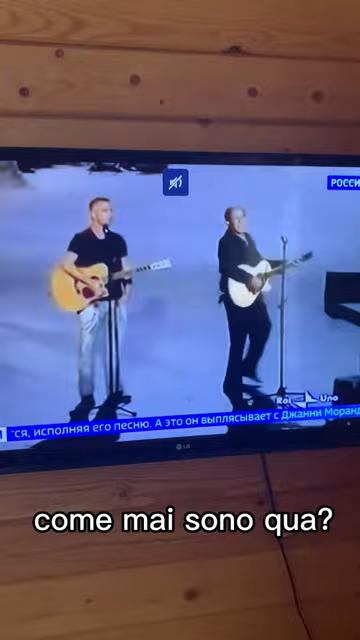 РОССИ
Rai Uno
'ся, исполняя его песню. А это он выплясывает с Джанни Моранд
LG
come mai sono qua?